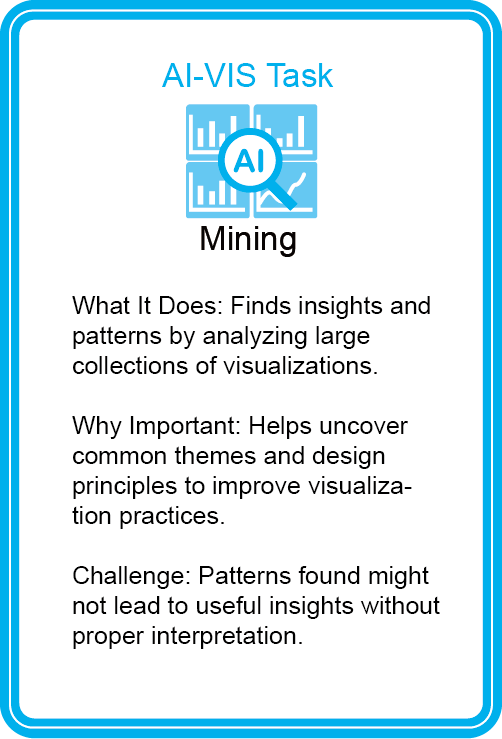 AI-VIS Task
AI
Mining
What It Does: Finds insights and
patterns by analyzing large
collections of visualizations.
Why Important: Helps uncover
common themes and design
principles to improve visualiza-
tion practices.
Challenge: Patterns found might
not lead to useful insights without
proper interpretation.